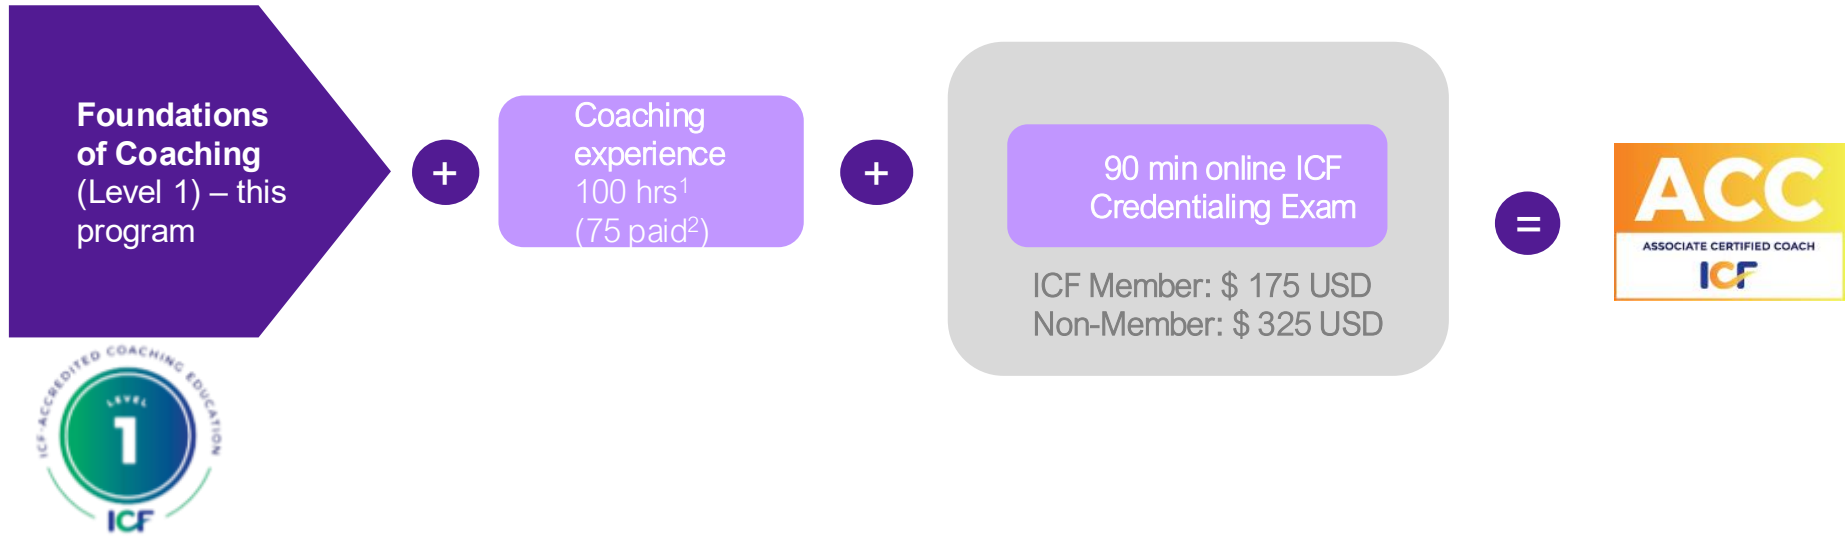 Foundations
of Coaching
(Level 1) – this
program
+
Coaching
experience
100 hrs¹
(75 paid²)
+
90 min online ICF
Credentialing Exam
ICF Member: $ 175 USD
Non-Member: $ 325 USD
=
ACC
ASSOCIATE CERTIFIED COACH
ICF
ICF-ACCREDITED COACHING EDUCATION
LEVEL
1
ICF